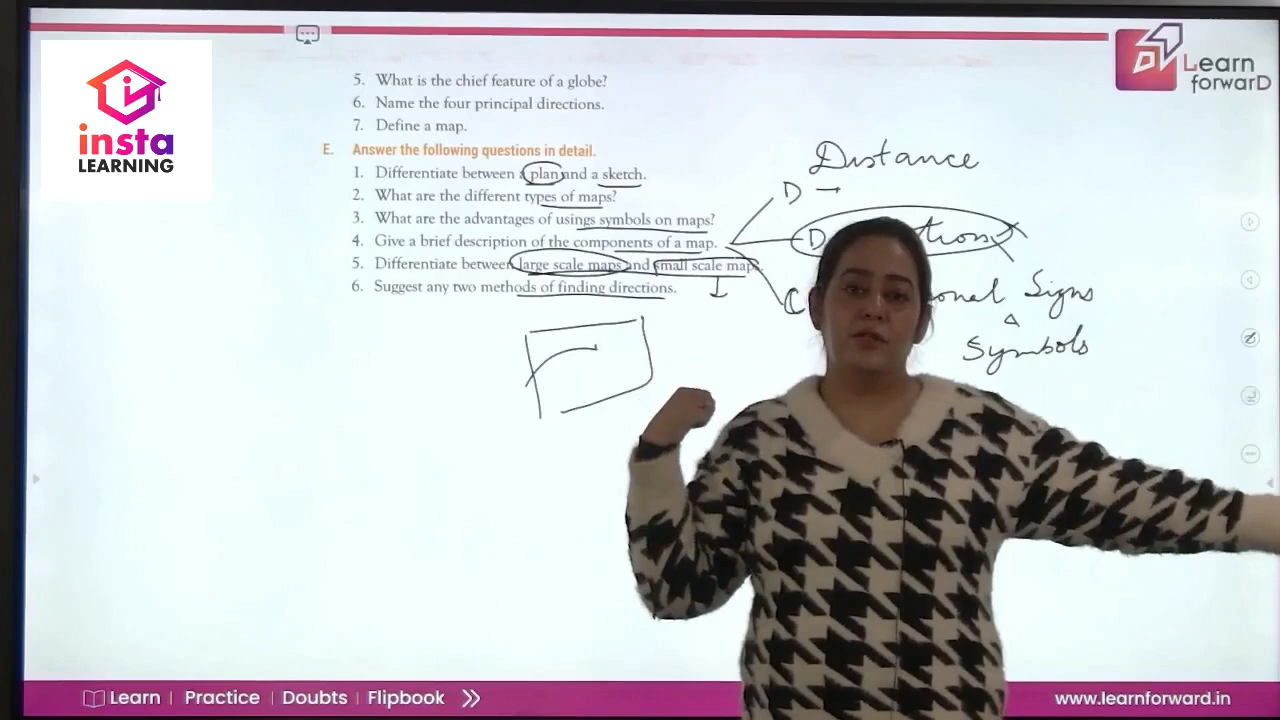 insta
LEARNING
Learn
forwarD
5. What is the chief feature of a globe?
6. Name the four principal directions.
7. Define a map.
E. Answer the following questions in detail.
1. Differentiate between a plan and a sketch.
2. What are the different types of maps?
3. What are the advantages of usings symbols on maps?
4. Give a brief description of the components of a map.
5. Differentiate between large scale maps and small scale maps.
6. Suggest any two methods of finding directions.
Distance
D →
D
C
Signs
&
Symbols
Learn | Practice | Doubts | Flipbook
www.learnforward.in